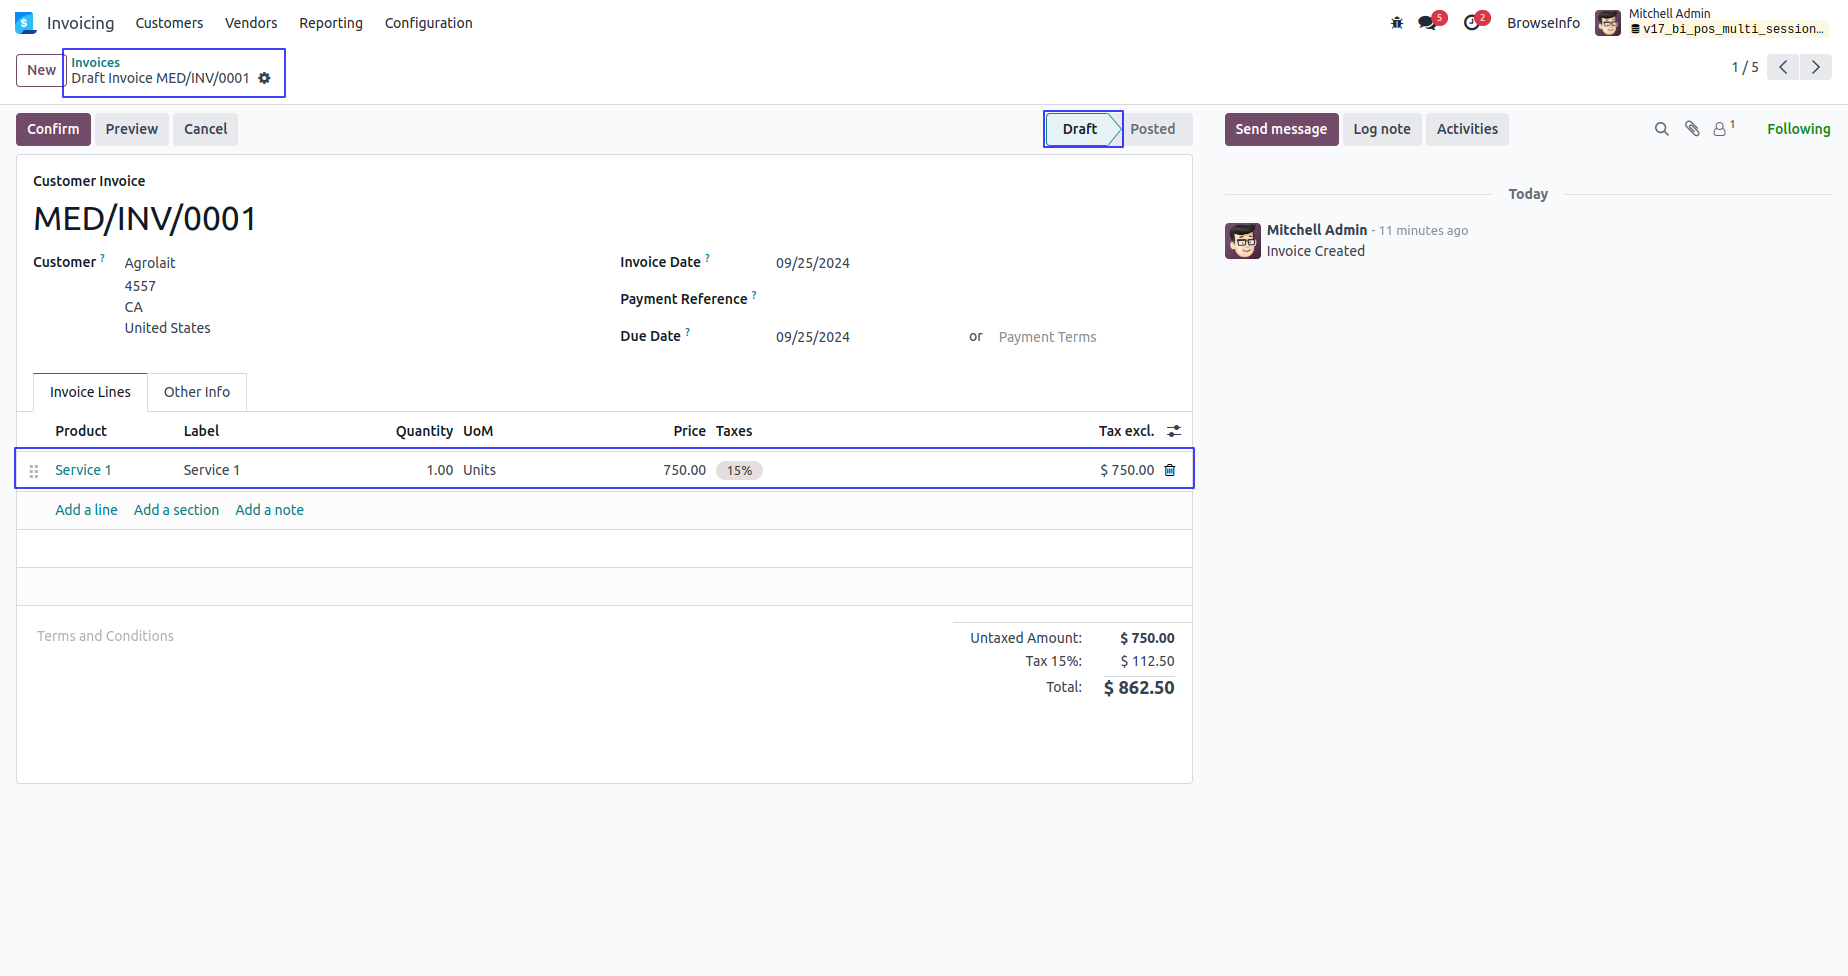 Invoicing Customers Vendors Reporting Configuration 5 2 BrowseInfo Mitchell Admin
v17_bi_pos_multi_session...
New Invoices
Draft Invoice MED/INV/0001
1 / 5
Confirm Preview Cancel Draft Posted Send message Log note Activities 1 Following
Customer Invoice
MED/INV/0001
Customer ? Agrolait
4557
CA
United States
Invoice Date ? 09/25/2024
Payment Reference ?
Due Date ? 09/25/2024 or Payment Terms
Invoice Lines Other Info
Product Label Quantity UoM Price Taxes Tax excl.
Service 1 Service 1 1.00 Units 750.00 15% $ 750.00
Add a line Add a section Add a note
Terms and Conditions
Untaxed Amount: $ 750.00
Tax 15%: $ 112.50
Total: $ 862.50
Today
Mitchell Admin - 11 minutes ago
Invoice Created